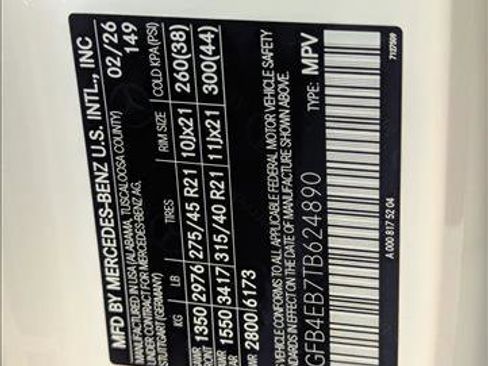 MFD BY MERCEDES-BENZ U.S. INTL., INC
MANUFACTURED IN USA (ALABAMA, TUSCALOOSA COUNTY) 02/26
UNDER CONTRACT FOR MERCEDES-BENZ AG, 149
STUTTGART (GERMANY)
KG LB TIRES RIM SIZE COLD KPA(PSI)
1350 2976 275/45 R21 10Jx21 260(38)
1550 3417 315/40 R21 11Jx21 300(44)
2800 6173
VEHICLE CONFORMS TO ALL APPLICABLE FEDERAL MOTOR VEHICLE SAFETY
IN EFFECT ON THE DATE OF MANUFACTURE SHOWN ABOVE.
GFB4EB7TB624890 TYPE: MPV
A 000 817 52 04